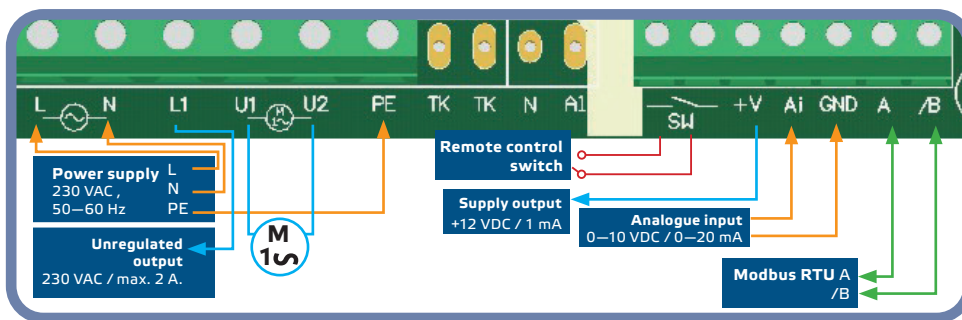 L N L1 U1 M 1~ U2 PE TK TK N A1 SW +V Ai GND A /B
Power supply L
230 VAC , N
50—60 Hz PE
Unregulated
output
230 VAC / max. 2 A.
M
1∽
Remote control
switch
Supply output
+12 VDC / 1 mA
Analogue input
0—10 VDC / 0—20 mA
Modbus RTU A
/B